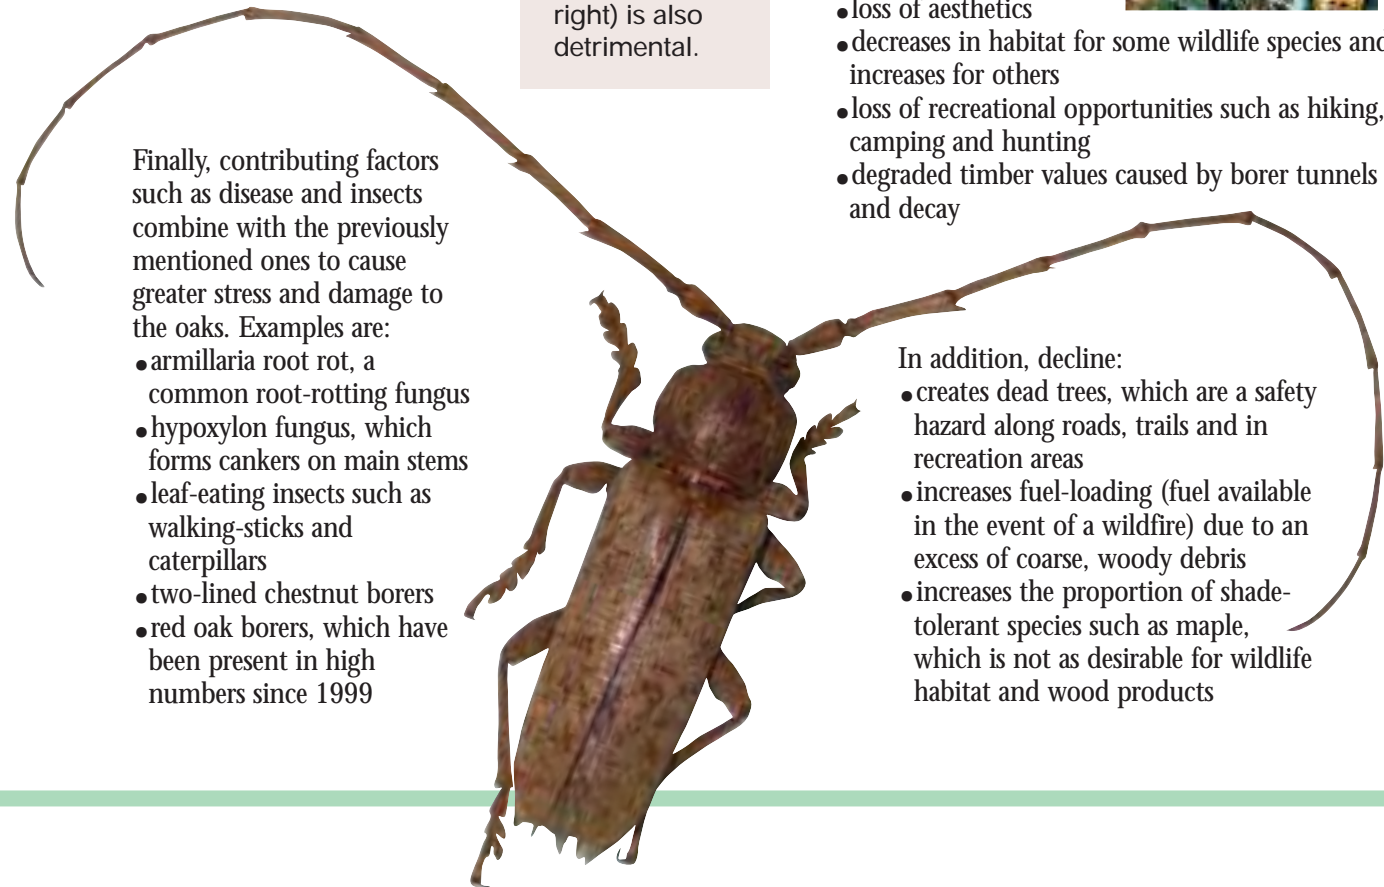 right) is also
detrimental.
•loss of aesthetics
•decreases in habitat for some wildlife species and
increases for others
•loss of recreational opportunities such as hiking,
camping and hunting
•degraded timber values caused by borer tunnels
and decay
Finally, contributing factors
such as disease and insects
combine with the previously
mentioned ones to cause
greater stress and damage to
the oaks. Examples are:
•armillaria root rot, a
common root-rotting fungus
•hypoxylon fungus, which
forms cankers on main stems
•leaf-eating insects such as
walking-sticks and
caterpillars
•two-lined chestnut borers
•red oak borers, which have
been present in high
numbers since 1999
In addition, decline:
•creates dead trees, which are a safety
hazard along roads, trails and in
recreation areas
•increases fuel-loading (fuel available
in the event of a wildfire) due to an
excess of coarse, woody debris
•increases the proportion of shade-
tolerant species such as maple,
which is not as desirable for wildlife
habitat and wood products